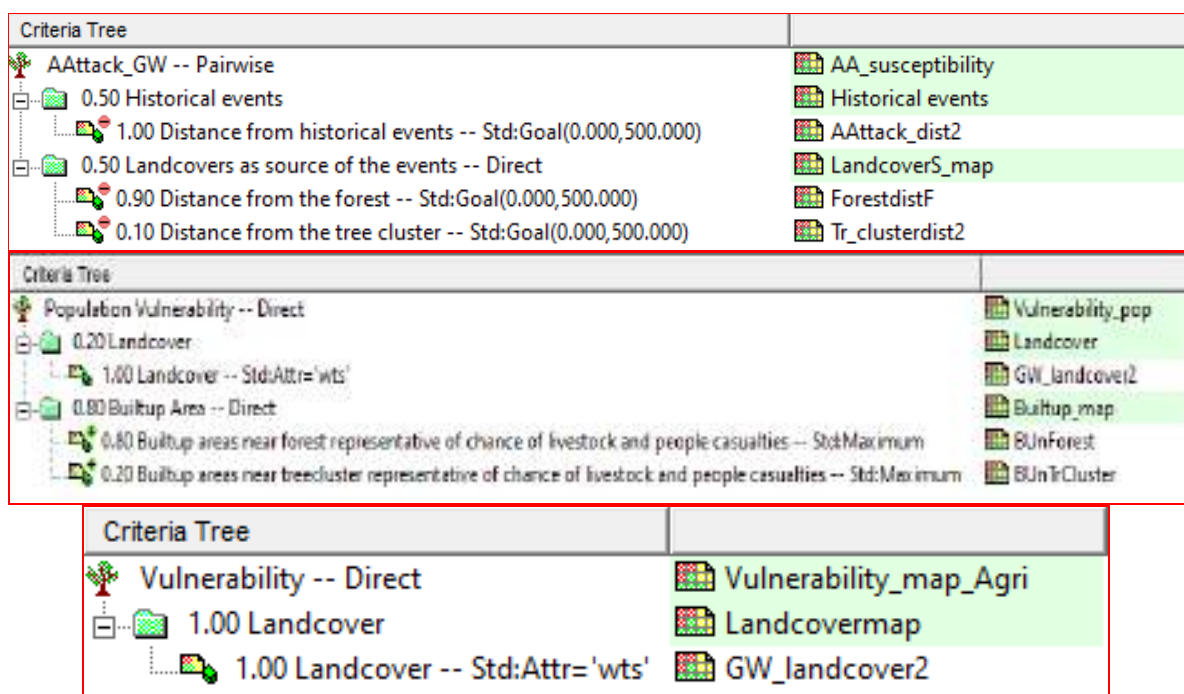 Criteria Tree
AAttack_GW -- Pairwise AA_susceptibility
0.50 Historical events Historical events
1.00 Distance from historical events -- Std:Goal(0.000,500.000) AAttack_dist2
0.50 Landcovers as source of the events -- Direct LandcoverS_map
0.90 Distance from the forest -- Std:Goal(0.000,500.000) ForestdistF
0.10 Distance from the tree cluster -- Std:Goal(0.000,500.000) Tr_clusterdist2
Criteria Tree
Population Vulnerability -- Direct Vulnerability_pop
0.20 Landcover Landcover
1.00 Landcover -- Std:Attr='wts' GW_landcover2
0.80 Builtup Area -- Direct Builtup_map
0.80 Builtup areas near forest representative of chance of livestock and people casualties -- Std:Maximum BUnForest
0.20 Builtup areas near treecluster representative of chance of livestock and people casualties -- Std:Maximum BUnTrCluster
Criteria Tree
Vulnerability -- Direct Vulnerability_map_Agri
1.00 Landcover Landcovermap
1.00 Landcover -- Std:Attr='wts' GW_landcover2